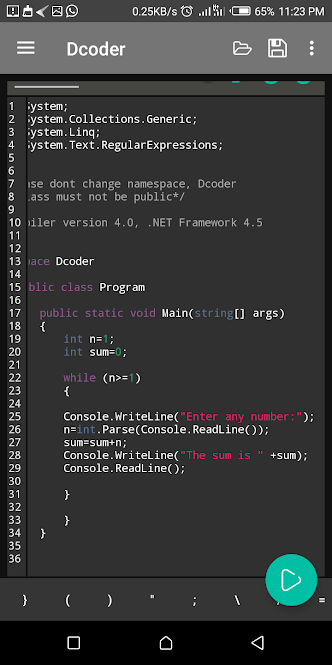 0.25KB/s 65% 11:23 PM
Dcoder
1 System;
2 System.Collections.Generic;
3 System.Linq;
4 System.Text.RegularExpressions;
5
6
7 ase dont change namespace, Dcoder
8 lass must not be public*/
9
10 piler version 4.0, .NET Framework 4.5
11
12
13 pace Dcoder
14
15 blic class Program
16
17 public static void Main(string[] args)
18 {
19 int n=1;
20 int sum=0;
21
22 while (n>=1)
23 {
24
25 Console.WriteLine("Enter any number:");
26 n=int.Parse(Console.ReadLine());
27 sum=sum+n;
28 Console.WriteLine("The sum is " +sum);
29 Console.ReadLine();
30
31 }
32
33 }
34 }
35
36
} ( ) " ; \ / =